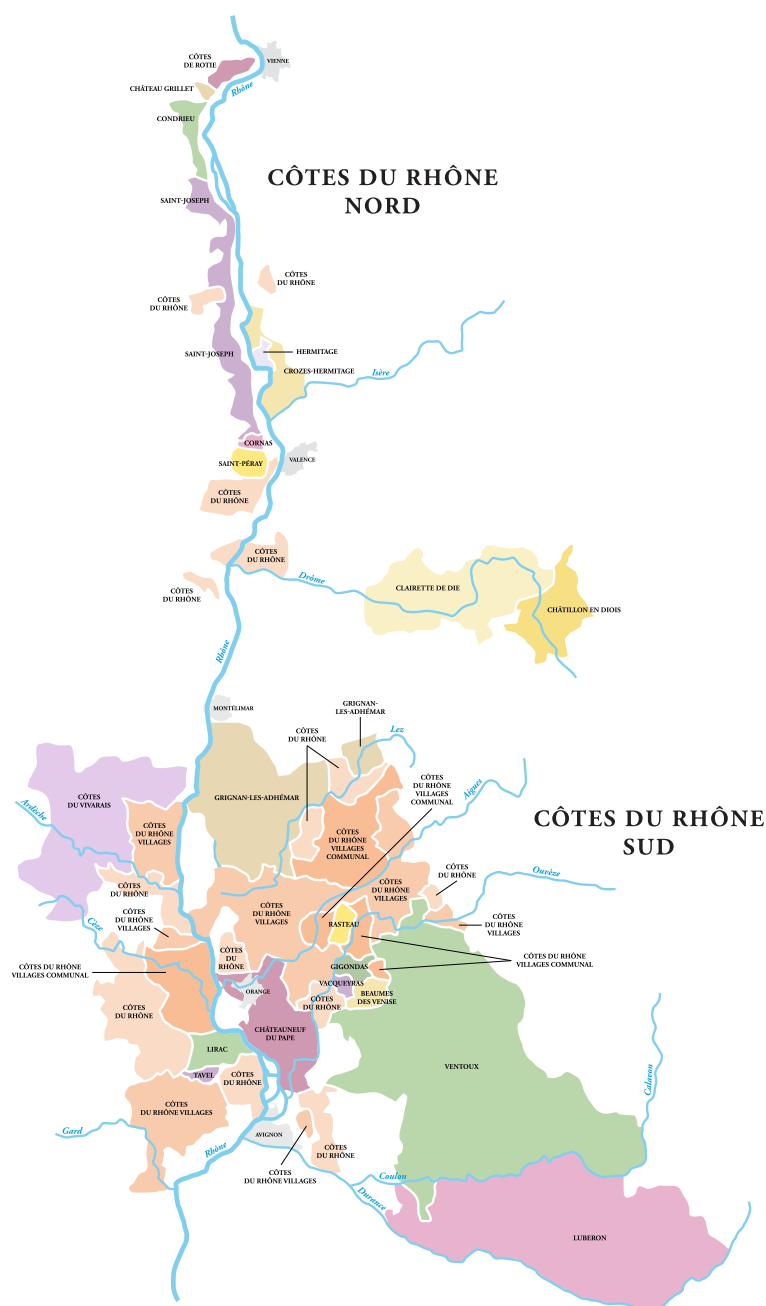 CÔTES
DE ROTIE
VIENNE
CHÂTEAU GRILLET
Rhône
CONDRIEU
CÔTES DU RHÔNE
NORD
SAINT-JOSEPH
CÔTES
DU RHÔNE
CÔTES
DU RHÔNE
SAINT-JOSEPH
HERMITAGE
CROZES-HERMITAGE
Isère
CORNAS
SAINT-PÉRAY
VALENCE
CÔTES
DU RHÔNE
CÔTES
DU RHÔNE
Drôme
CÔTES
DU RHÔNE
CLAIRETTE DE DIE
CHÂTILLON EN DIOIS
Rhône
MONTÉLIMAR
GRIGNAN-
LES-ADHÉMAR
CÔTES
DU RHÔNE
Lez
CÔTES
DU RHÔNE
VILLAGES
COMMUNAL
Aigues
CÔTES
DU VIVARAIS
GRIGNAN-LES-ADHÉMAR
Ardèche
CÔTES DU RHÔNE
SUD
CÔTES
DU RHÔNE
VILLAGES
CÔTES
DU RHÔNE
VILLAGES
COMMUNAL
CÔTES
DU RHÔNE
CÔTES
DU RHÔNE
VILLAGES
CÔTES
DU RHÔNE
Ouvèze
CÔTES
DU RHÔNE
VILLAGES
CÔTES
DU RHÔNE
VILLAGES
Cèze
RASTEAU
CÔTES
DU RHÔNE
VILLAGES
CÔTES
DU
RHÔNE
CÔTES DU RHÔNE
VILLAGES COMMUNAL
CÔTES DU RHÔNE
VILLAGES COMMUNAL
GIGONDAS
VACQUEYRAS
ORANGE
BEAUMES
DES VENISE
CÔTES
DU RHÔNE
CÔTES
DU RHÔNE
CHÂTEAUNEUF
DU PAPE
LIRAC
VENTOUX
TAVEL
CÔTES
DU RHÔNE
Calavon
CÔTES
DU RHÔNE VILLAGES
Gard
AVIGNON
Rhône
CÔTES
DU RHÔNE
CÔTES
DU RHÔNE VILLAGES
Coulon
Durance
LUBERON